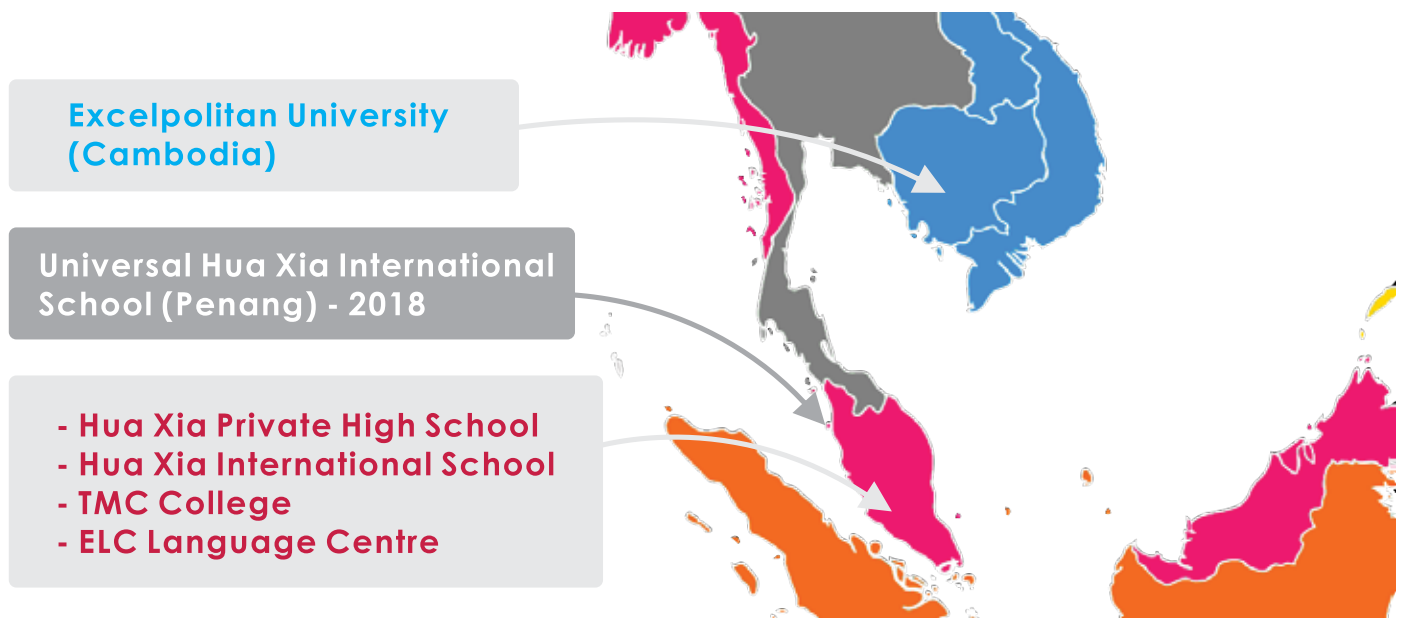 Excelpolitan University
(Cambodia)
Universal Hua Xia International
School (Penang) - 2018
- Hua Xia Private High School
- Hua Xia International School
- TMC College
- ELC Language Centre